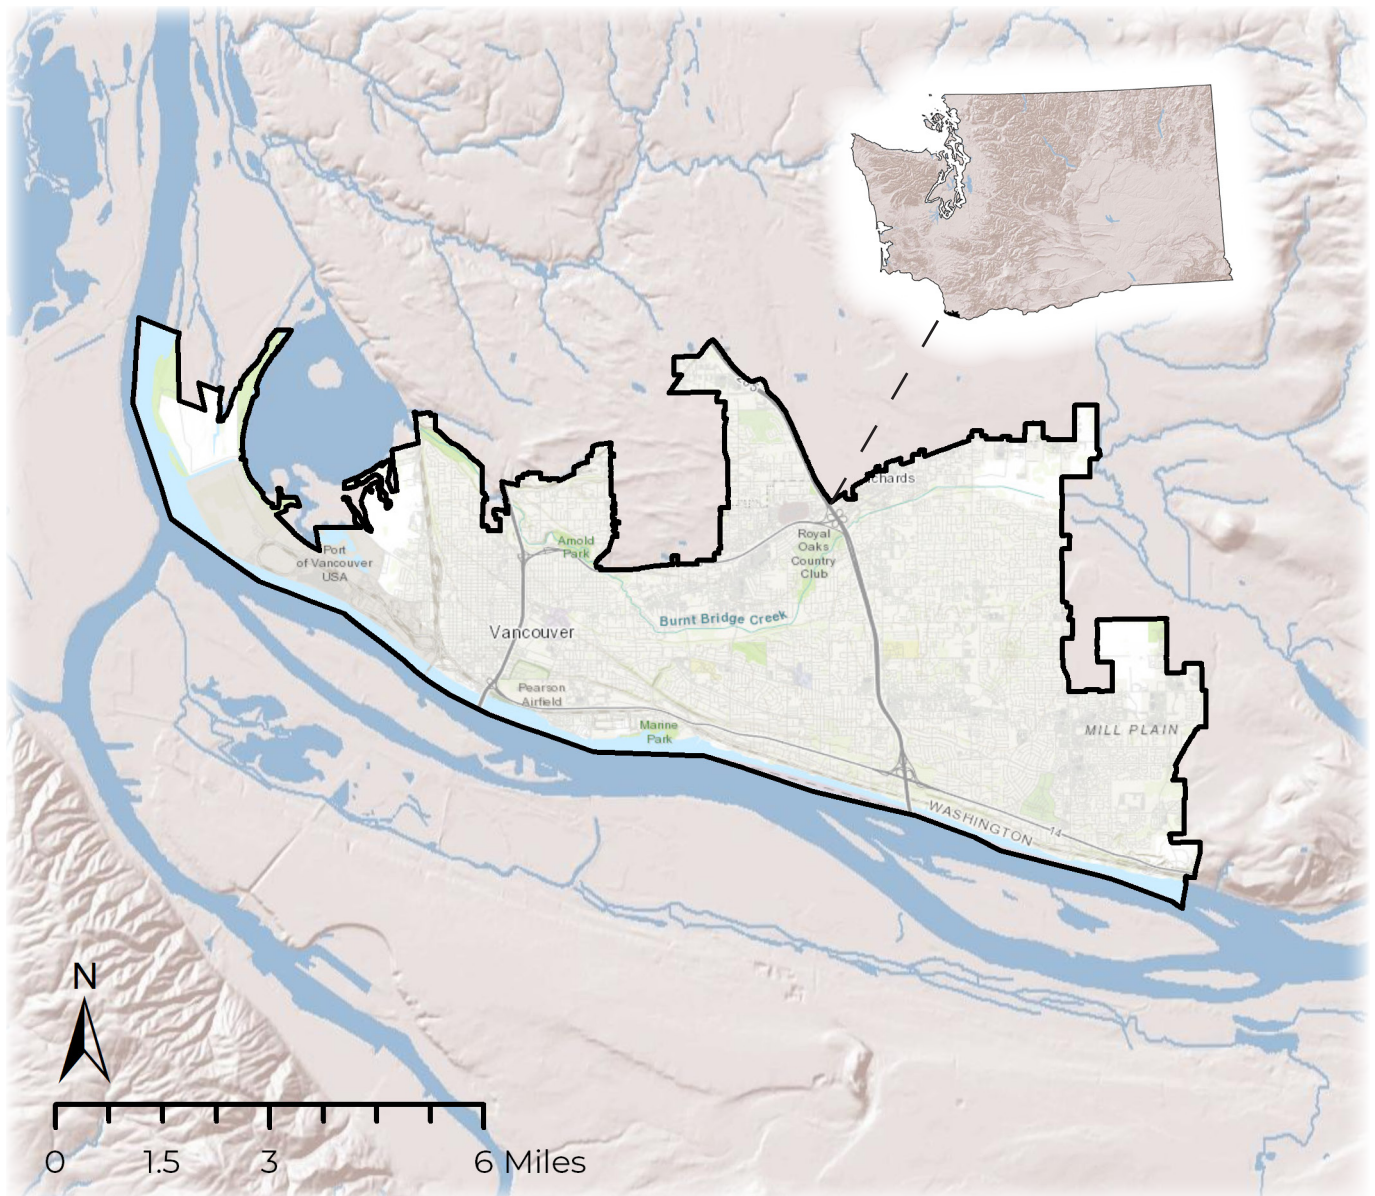 Port
of Vancouver
USA
Arnold
Park
Royal
Oaks
Country
Club
Burnt Bridge Creek
Vancouver
Pearson
Airfield
Marine
Park
MILL PLAIN
WASHINGTON
14
N
0 1.5 3 6 Miles